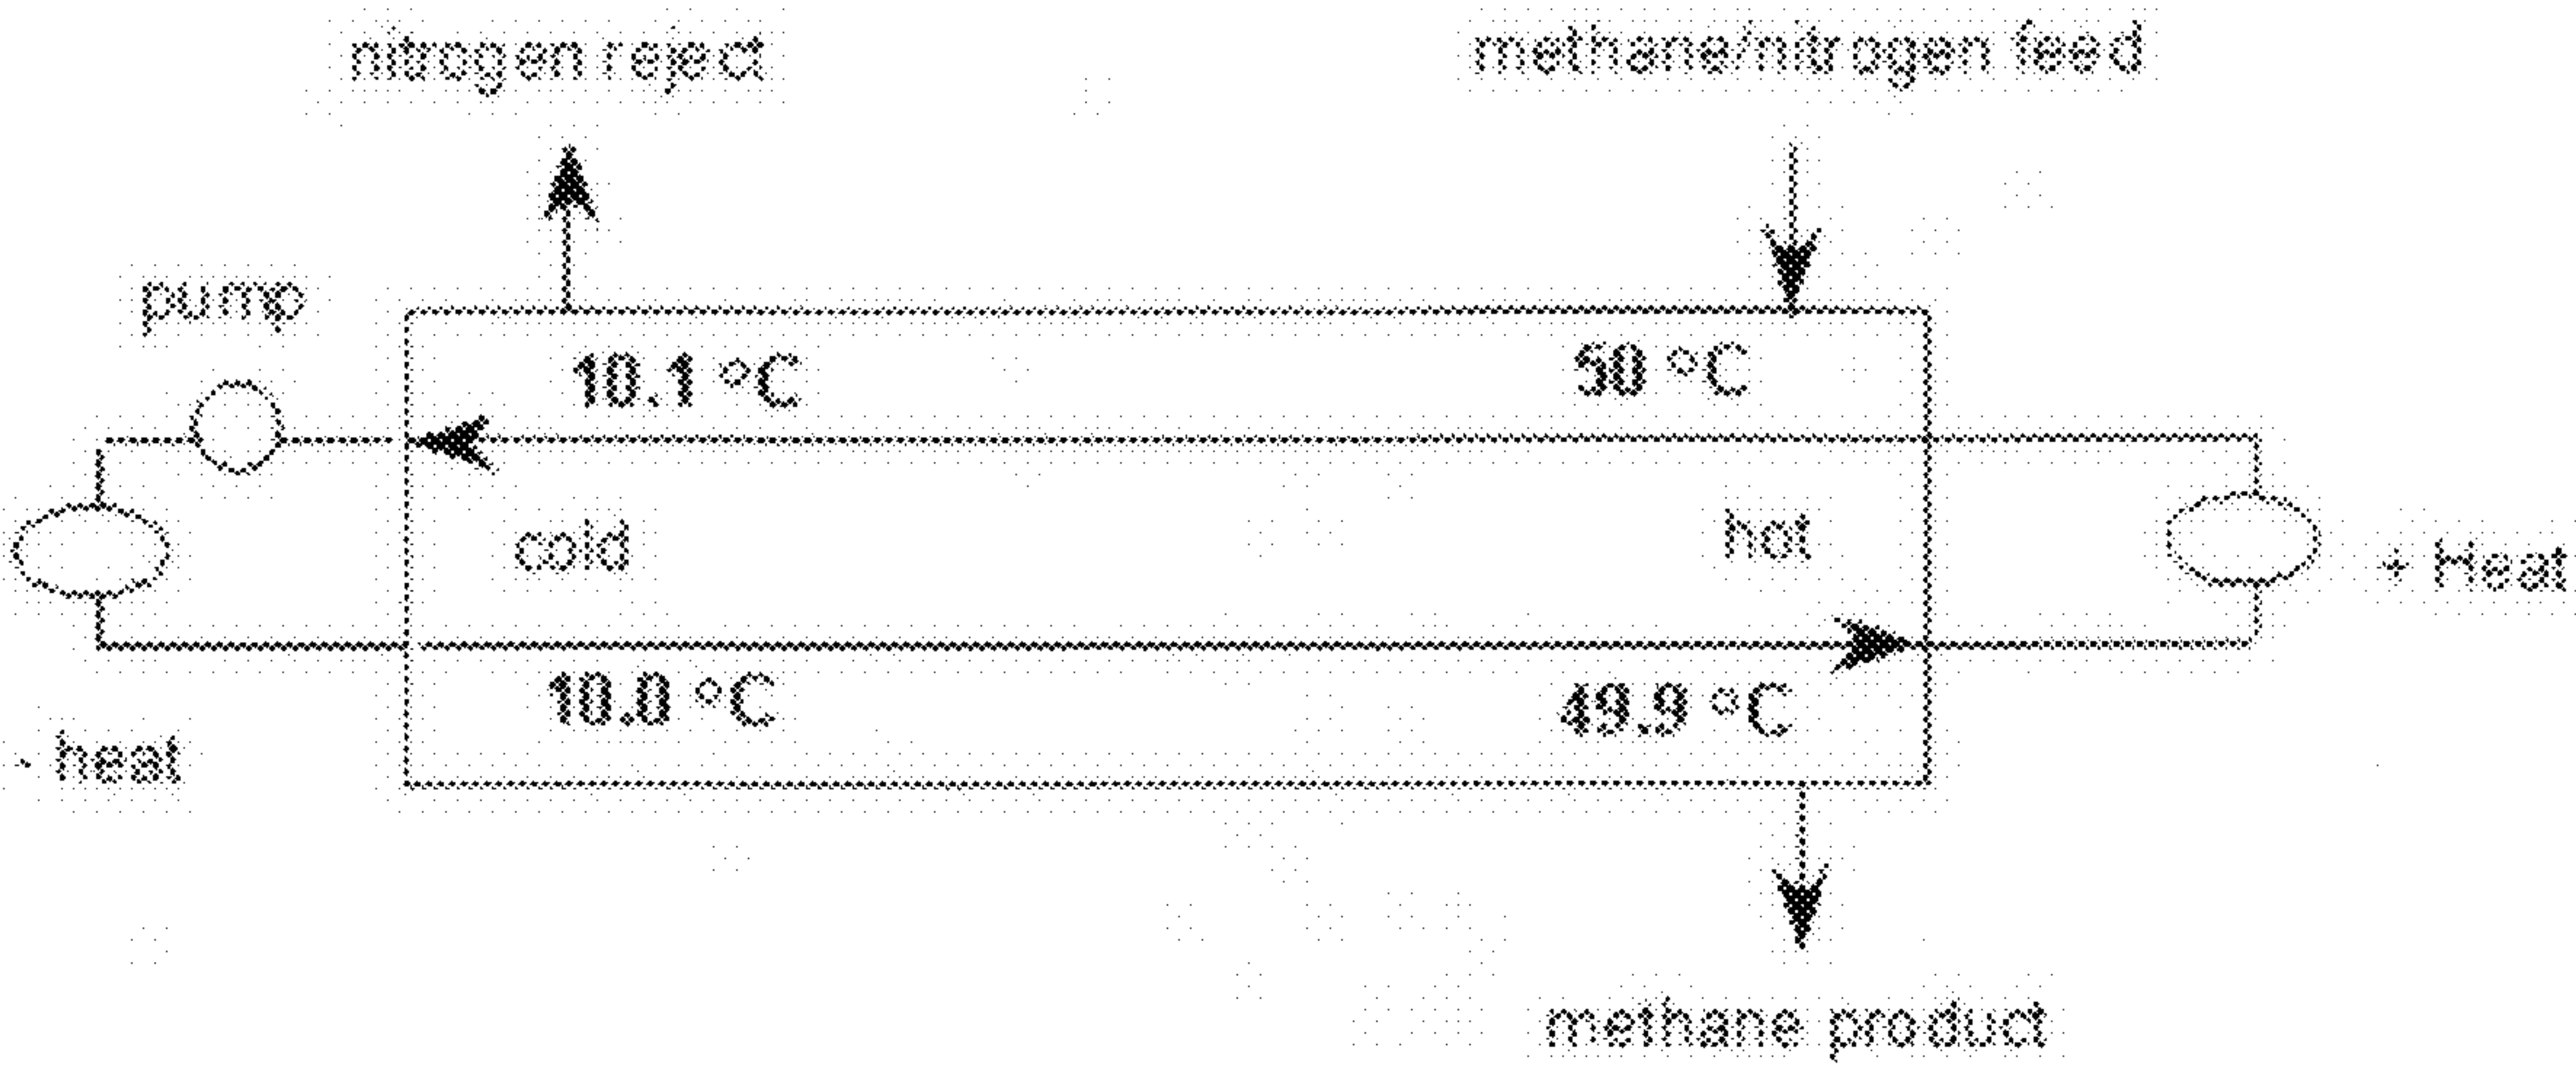 nitrogen reject
methane/nitrogen feed
pump
10.1 °C
50 °C
cold
hot
+ Heat
10.0 °C
49.9 °C
- heat
methane product